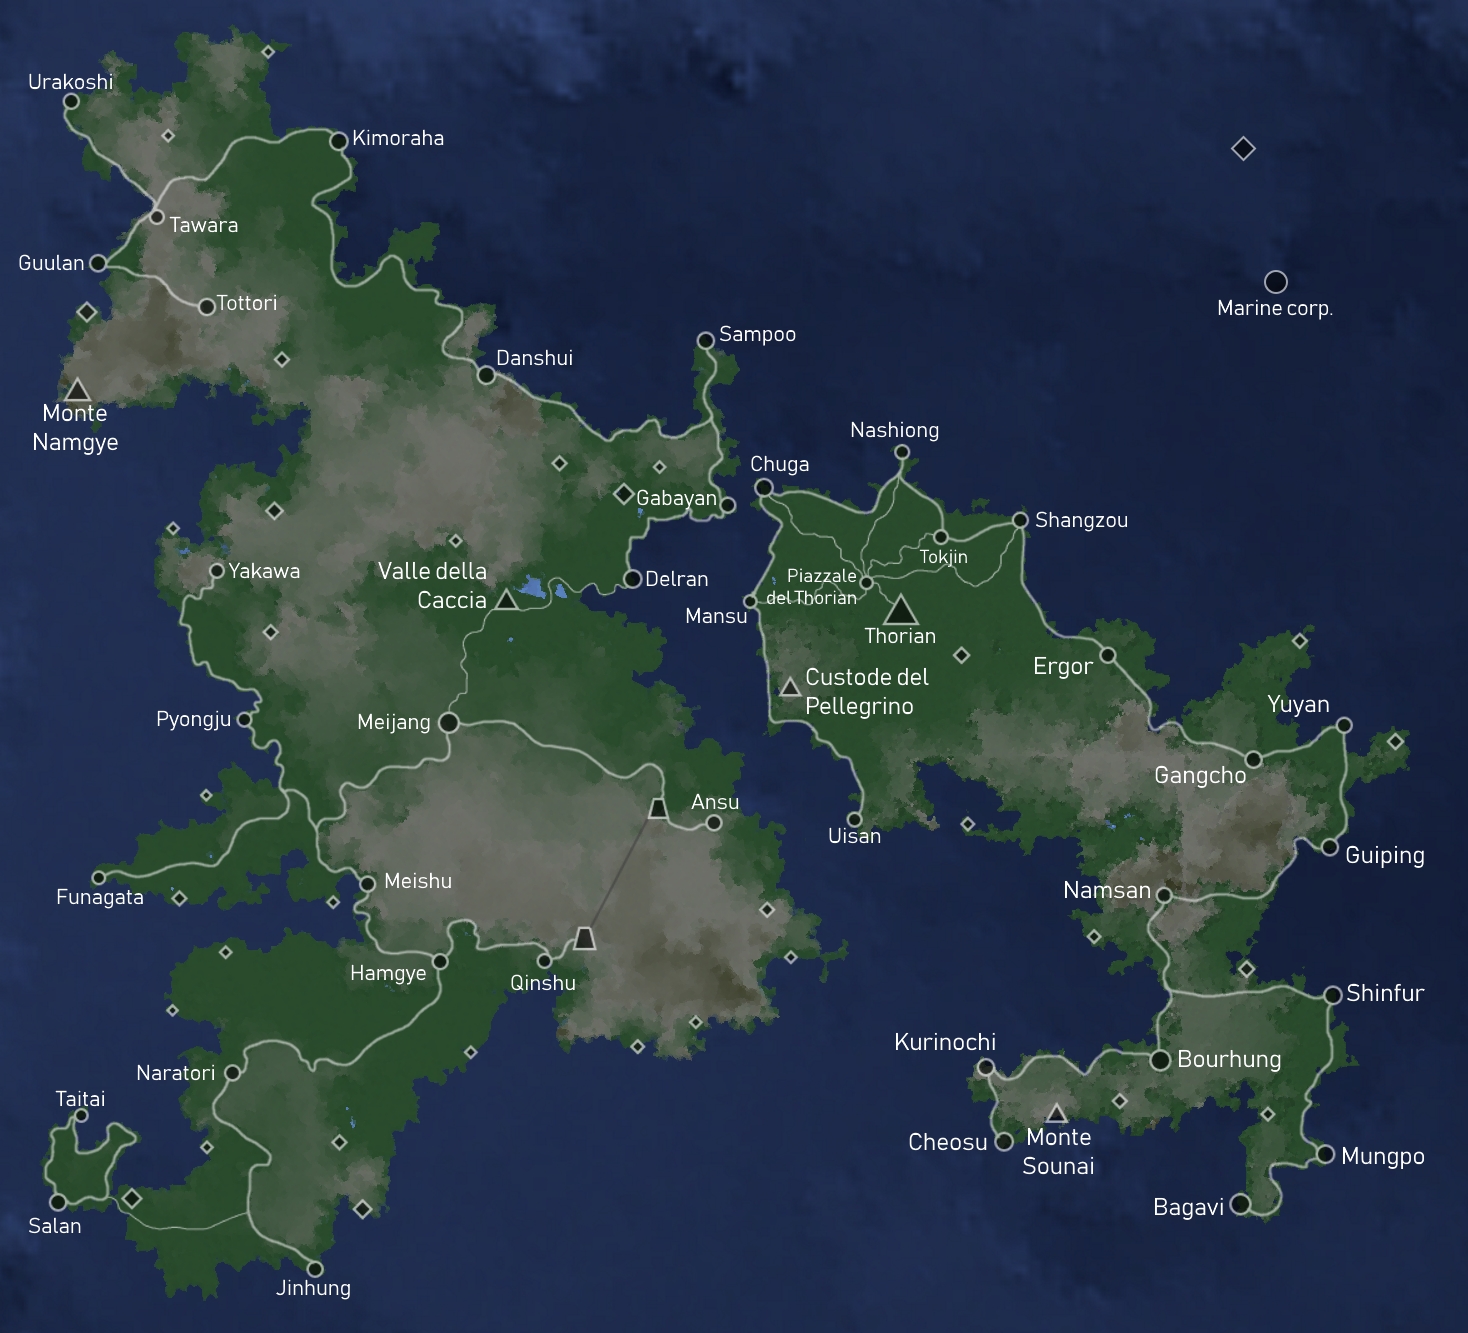 Urakoshi
Kimoraha
Tawara
Guulan
Tottori
Marine corp.
Sampoo
Danshui
Monte
Namgye
Nashiong
Chuga
Gabayan
Shangzou
Tokjin
Yakawa
Valle della
Caccia
Delran
Piazzale
del Thorian
Mansu
Thorian
Ergor
Custode del
Pellegrino
Yuyan
Pyongju
Meijang
Gangcho
Ansu
Uisan
Guiping
Meishu
Funagata
Namsan
Hamgye
Qinshu
Shinfur
Kurinochi
Bourhung
Naratori
Taitai
Cheosu
Monte
Sounai
Mungpo
Bagavi
Salan
Jinhung